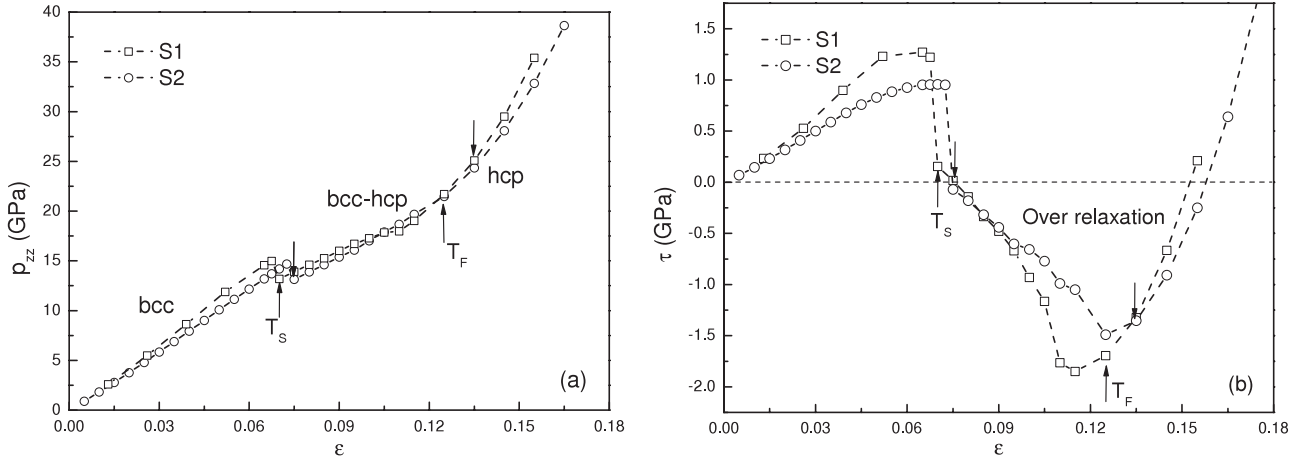 40
35
30
25
20
15
10
5
0
p_zz (GPa)
S1
S2
bcc
bcc-hcp
hcp
T_S
T_F
(a)
0.00 0.03 0.06 0.09 0.12 0.15 0.18
ε
1.5
1.0
0.5
0.0
-0.5
-1.0
-1.5
-2.0
τ (GPa)
S1
S2
T_S
Over relaxation
T_F
(b)
0.00 0.03 0.06 0.09 0.12 0.15 0.18
ε